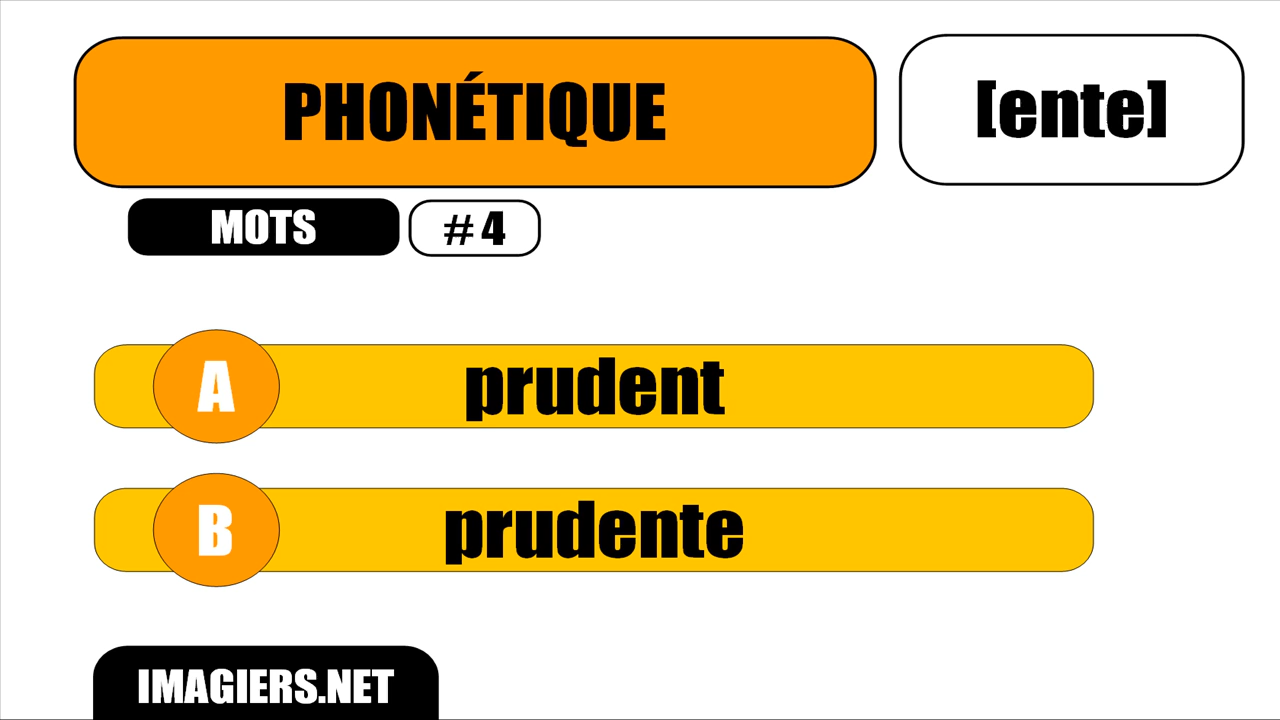 PHONÉTIQUE
[ente]
MOTS
# 4
A prudent
B prudente
IMAGIERS.NET